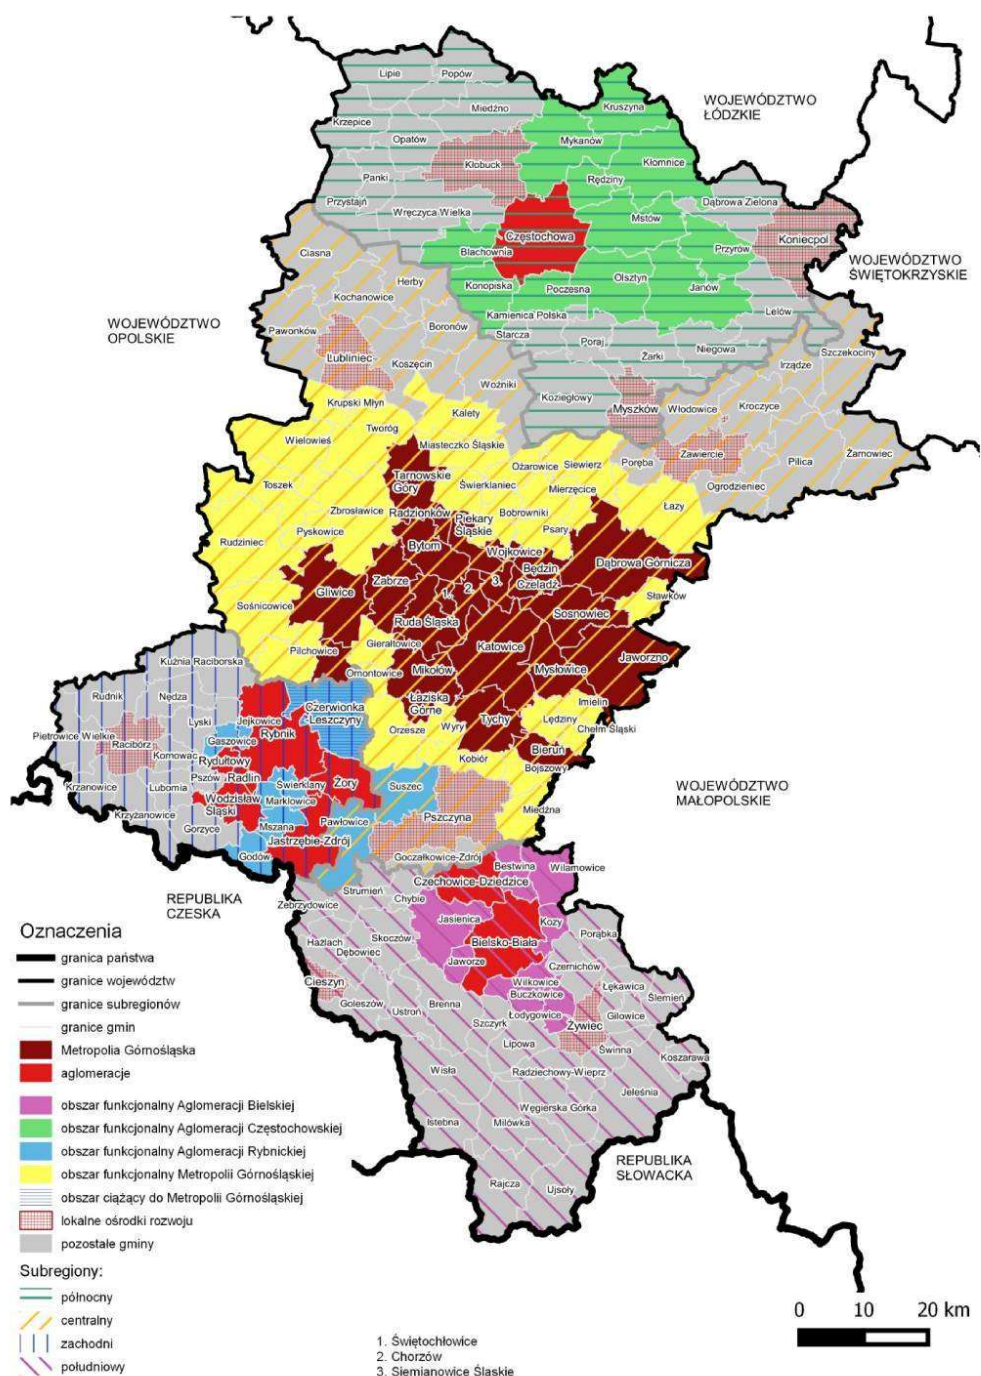 Lipie
Popów
Miedźno
Kruszyna
WOJEWÓDZTWO
ŁÓDZKIE
Krzepice
Opatów
Mykanów
Kłomnice
Kłobuck
Rędziny
Panki
Przystajń
Wręczyca Wielka
Dąbrowa Zielona
Mstów
Częstochowa
Koniecpol
Ciasna
Blachownia
Przyrów
WOJEWÓDZTWO
ŚWIĘTOKRZYSKIE
Herby
Konopiska
Poczesna
Olsztyn
Janów
Kochanowice
Kamienica Polska
Lelów
WOJEWÓDZTWO
OPOLSKIE
Pawonków
Boronów
Starcza
Poraj
Niegowa
Szczekociny
Lubliniec
Koszęcin
Żarki
Irządze
Woźniki
Koziegłowy
Myszków
Włodowice
Kroczyce
Krupski Młyn
Kalety
Tworóg
Wielowieś
Miasteczko Śląskie
Zawiercie
Pilica
Żarnowiec
Ożarowice
Siewierz
Poręba
Toszek
Tarnowskie
Góry
Świerklaniec
Mierzęcice
Ogrodzieniec
Zbrosławice
Radzionków
Piekary
Śląskie
Bobrowniki
Łazy
Pyskowice
Psary
Rudziniec
Bytom
Wojkowice
Będzin
Dąbrowa Górnicza
Gliwice
Zabrze
1.
2.
3.
Czeladź
Sławków
Sośnicowice
Ruda Śląska
Sosnowiec
Pilchowice
Gierałtowice
Katowice
Kuźnia Raciborska
Ornontowice
Mikołów
Mysłowice
Jaworzno
Rudnik
Nędza
Czerwionka
-Leszczyny
Łaziska
Górne
Imielin
Lyski
Jejkowice
Tychy
Lędziny
Chełm Śląski
Pietrowice Wielkie
Racibórz
Gaszowice
Rybnik
Orzesze
Wyry
Bieruń
Kornowac
Rydułtowy
Kobiór
Bojszowy
Krzanowice
Pszów
Radlin
Świerklany
Żory
Suszec
WOJEWÓDZTWO
MAŁOPOLSKIE
Lubomia
Wodzisław
Śląski
Marklowice
Krzyżanowice
Pawłowice
Pszczyna
Miedźna
Gorzyce
Mszana
Jastrzębie-Zdrój
Godów
Goczałkowice-Zdrój
Bestwina
Wilamowice
REPUBLIKA
CZESKA
Strumień
Czechowice-Dziedzice
Zebrzydowice
Chybie
Jasienica
Kozy
Porąbka
Hażlach
Skoczów
Bielsko-Biała
Dębowiec
Jaworze
Czernichów
Cieszyn
Wilkowice
Łękawica
Goleszów
Brenna
Buczkowice
Ślemień
Ustroń
Łodygowice
Gilowice
Szczyrk
Żywiec
Lipowa
Świnna
Koszarawa
Wisła
Radziechowy-Wieprz
Jeleśnia
Węgierska Górka
Istebna
Milówka
REPUBLIKA
SŁOWACKA
Rajcza
Ujsoły
Oznaczenia
granica państwa
granice województw
granice subregionów
granice gmin
Metropolia Górnośląska
aglomeracje
obszar funkcjonalny Aglomeracji Bielskiej
obszar funkcjonalny Aglomeracji Częstochowskiej
obszar funkcjonalny Aglomeracji Rybnickiej
obszar funkcjonalny Metropolii Górnośląskiej
obszar ciążący do Metropolii Górnośląskiej
lokalne ośrodki rozwoju
pozostałe gminy
Subregiony:
północny
centralny
zachodni
południowy
1. Świętochłowice
2. Chorzów
3. Siemianowice Śląskie
0 10 20 km